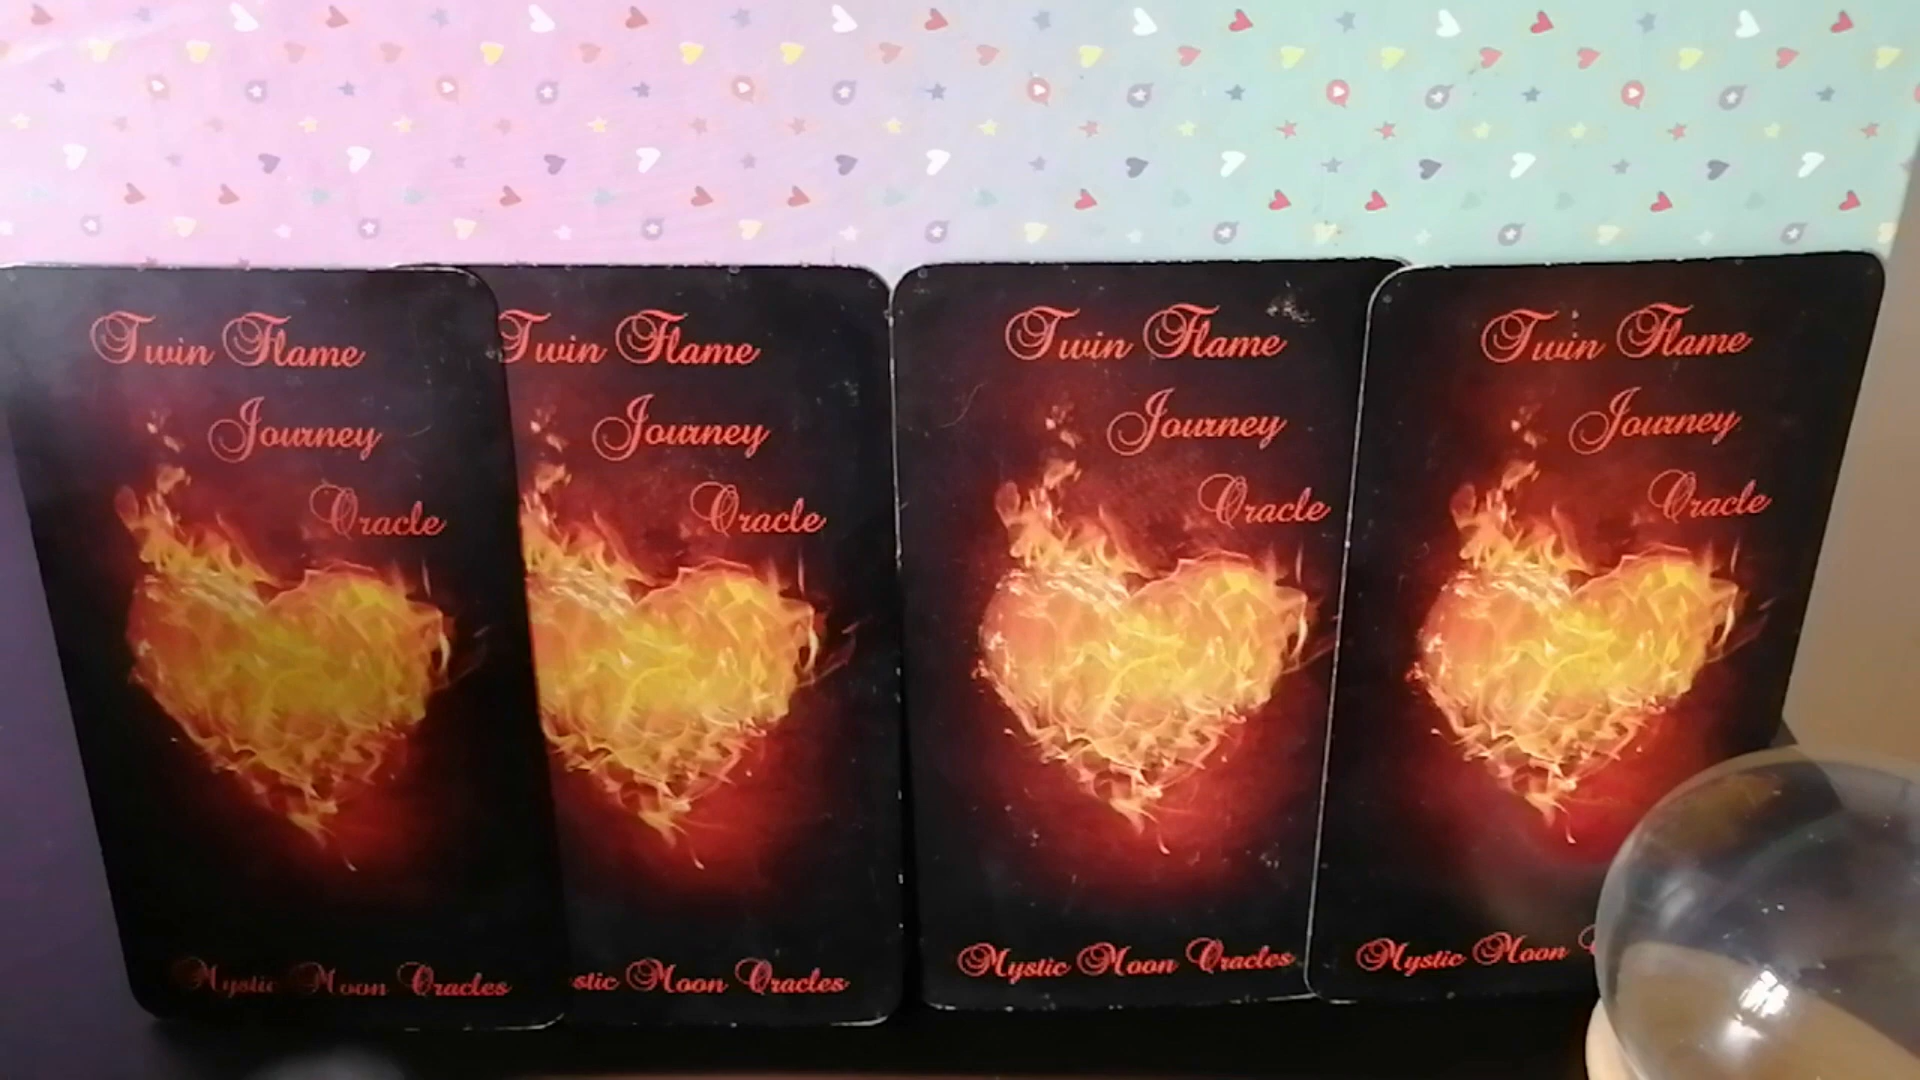 Twin Flame
Journey
Oracle
Mystic Moon Oracles
Twin Flame
Journey
Oracle
stic Moon Oracles
Twin Flame
Journey
Oracle
Mystic Moon Oracles
Twin Flame
Journey
Oracle
Mystic Moon